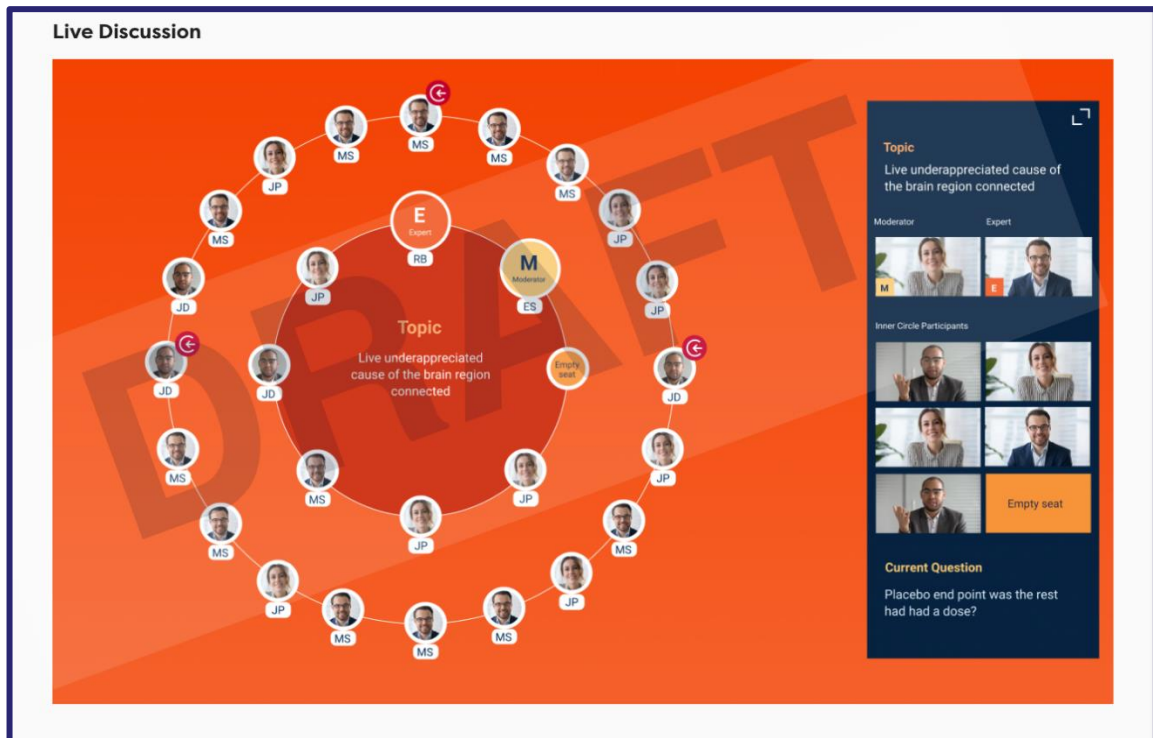 Live Discussion
DRAFT
MS
MS
MS
JP
MS
MS
JP
JD
JP
JD
JD
MS
JP
MS
MS
JP
JP
MS
MS
MS
E
Expert
RB
M
Moderator
ES
JP
Empty
seat
JD
MS
JP
JP
Topic
Live underappreciated
cause of the brain region
connected
Topic
Live underappreciated cause of
the brain region connected
Moderator
Expert
M
E
Inner Circle Participants
Empty seat
Current Question
Placebo end point was the rest
had had a dose?